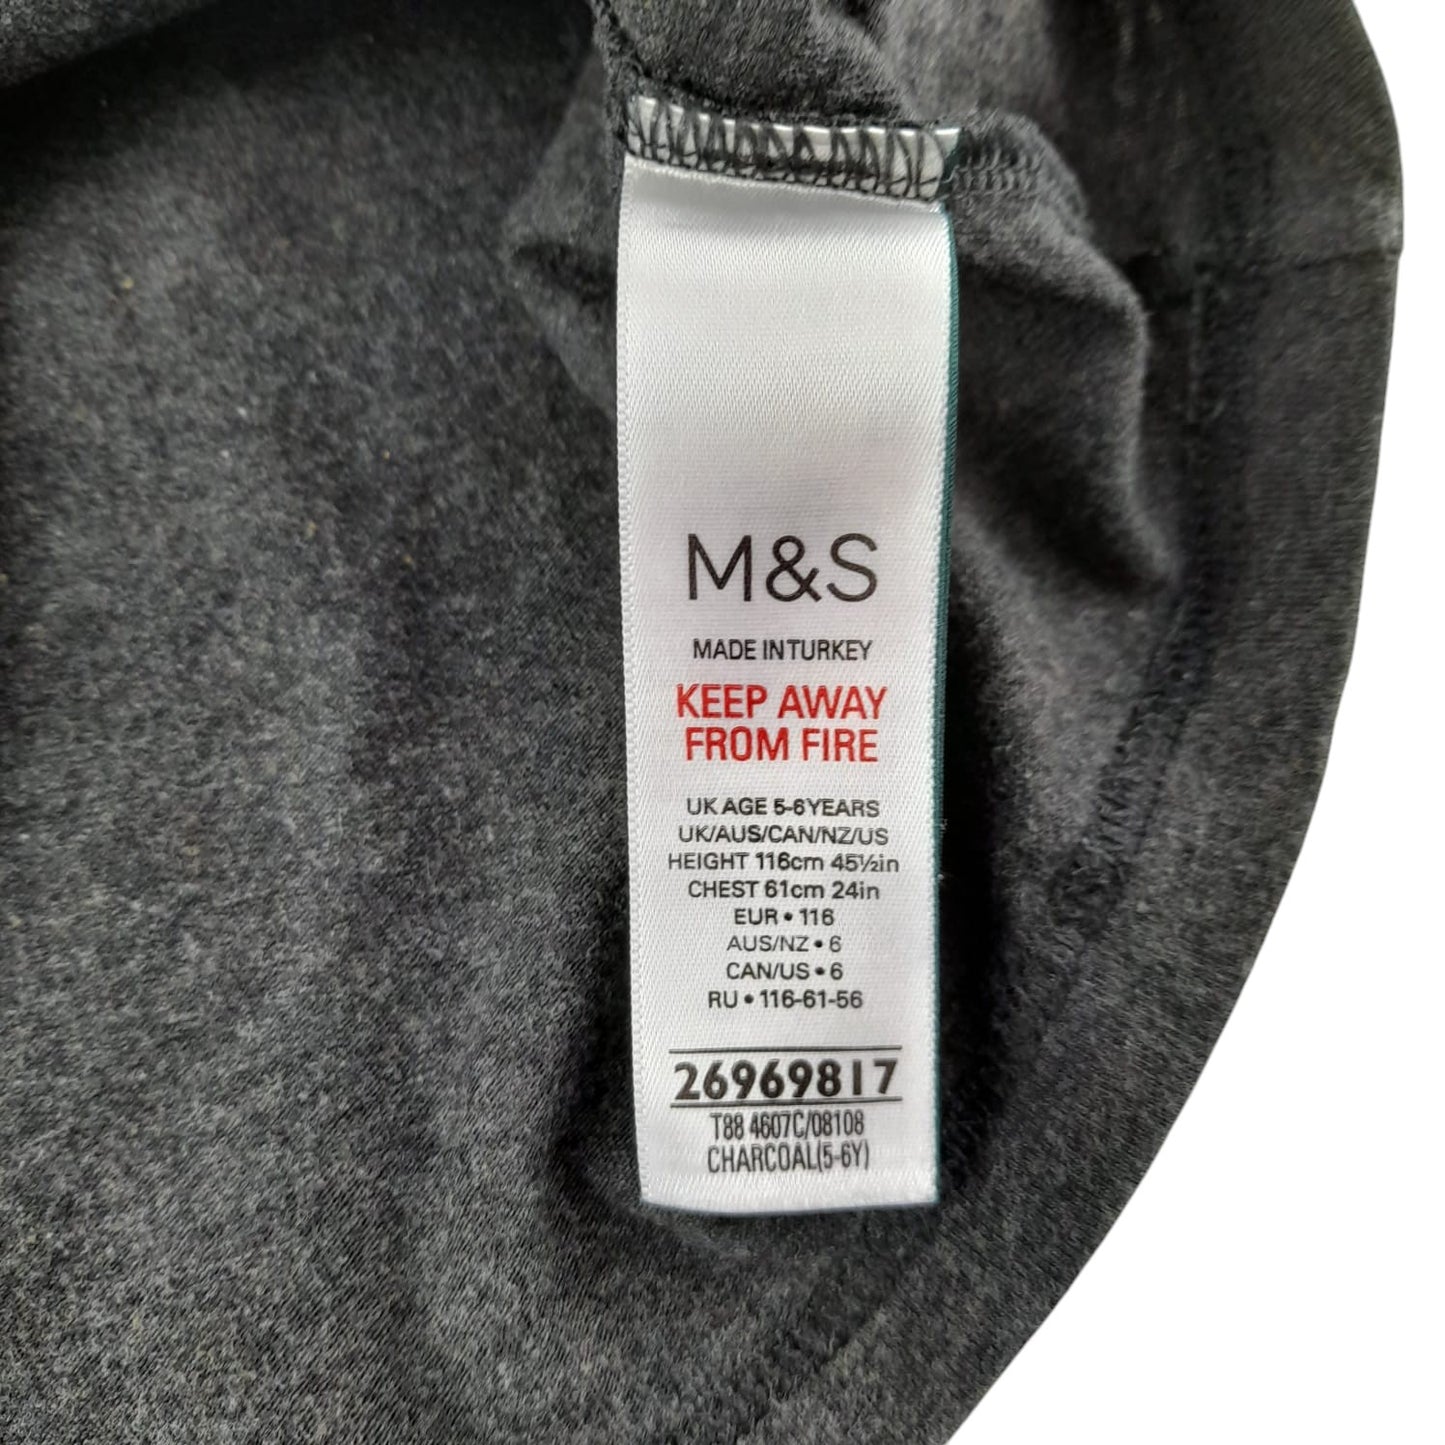 M&S
MADE IN TURKEY
KEEP AWAY
FROM FIRE
UK AGE 5-6YEARS
UK/AUS/CAN/NZ/US
HEIGHT 116cm 45½in
CHEST 61cm 24in
EUR • 116
AUS/NZ • 6
CAN/US • 6
RU • 116-61-56
26969817
T88 4607C/08108
CHARCOAL(5-6Y)